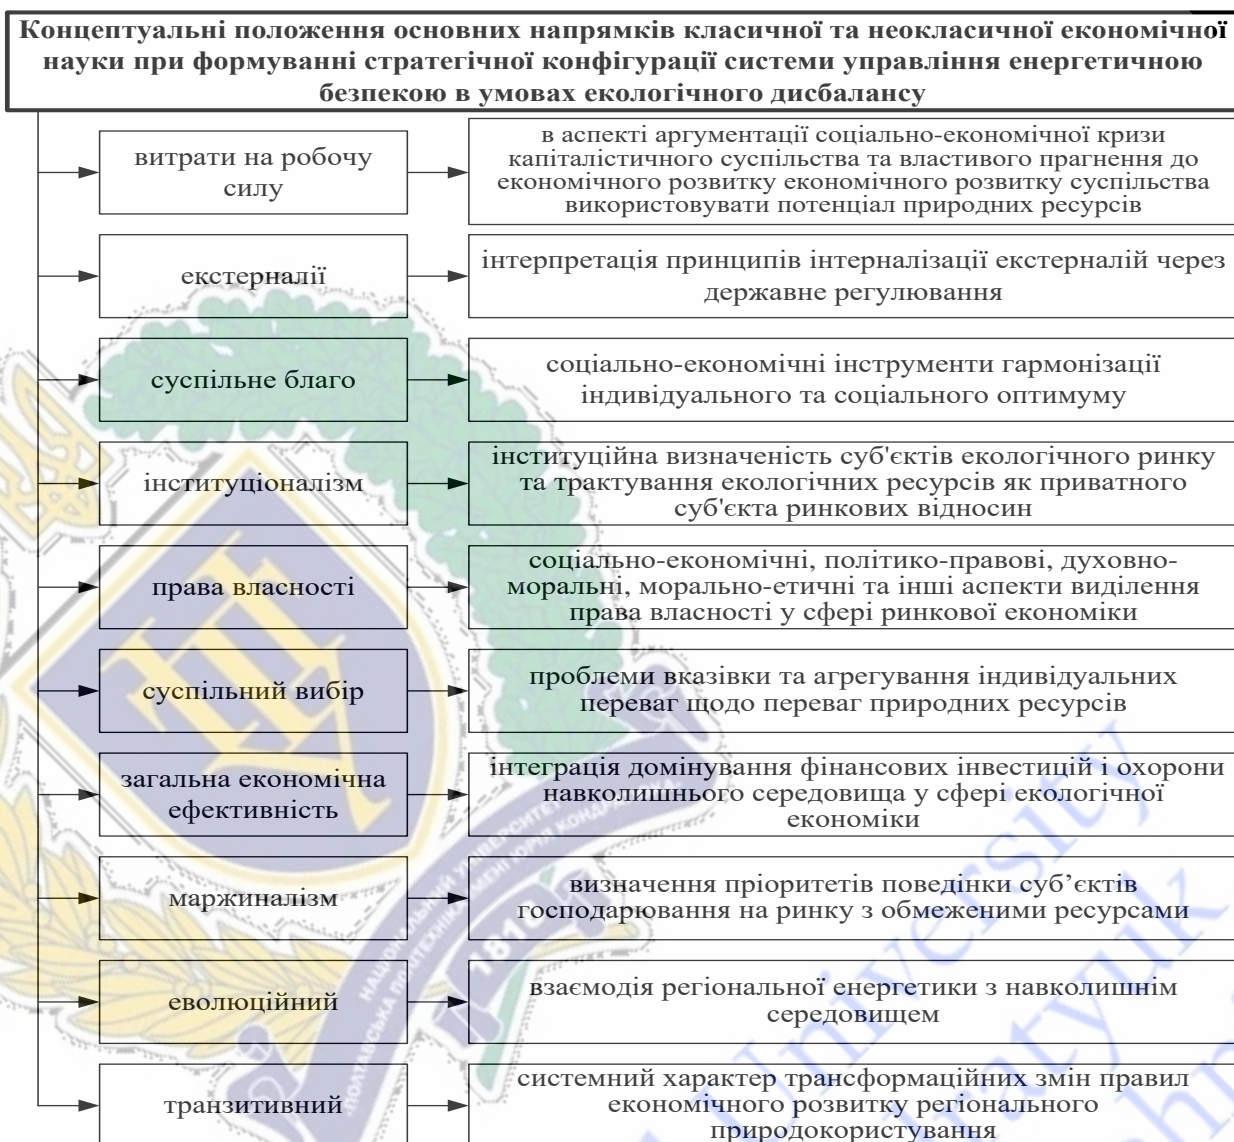 Концептуальні положення основних напрямків класичної та неокласичної економічної
науки при формуванні стратегічної конфігурації системи управління енергетичною
безпекою в умовах екологічного дисбалансу
витрати на робочу
силу
в аспекті аргументації соціально-економічної кризи
капіталістичного суспільства та властивого прагнення до
економічного розвитку економічного розвитку суспільства
використовувати потенціал природних ресурсів
екстерналії
інтерпретація принципів інтерналізації екстерналій через
державне регулювання
суспільне благо
соціально-економічні інструменти гармонізації
індивідуального та соціального оптимуму
інституціоналізм
інституційна визначеність суб'єктів екологічного ринку
та трактування екологічних ресурсів як приватного
суб'єкта ринкових відносин
права власності
соціально-економічні, політико-правові, духовно-
моральні, морально-етичні та інші аспекти виділення
права власності у сфері ринкової економіки
суспільний вибір
проблеми вказівки та агрегування індивідуальних
переваг щодо переваг природних ресурсів
загальна економічна
ефективність
інтеграція домінування фінансових інвестицій і охорони
навколишнього середовища у сфері екологічної
економіки
маржиналізм
визначення пріоритетів поведінки суб’єктів
господарювання на ринку з обмеженими ресурсами
еволюційний
взаємодія регіональної енергетики з навколишнім
середовищем
транзитивний
системний характер трансформаційних змін правил
економічного розвитку регіонального
природокористування
НАЦІОНАЛЬНИЙ УНІВЕРСИТЕТ
1818
University